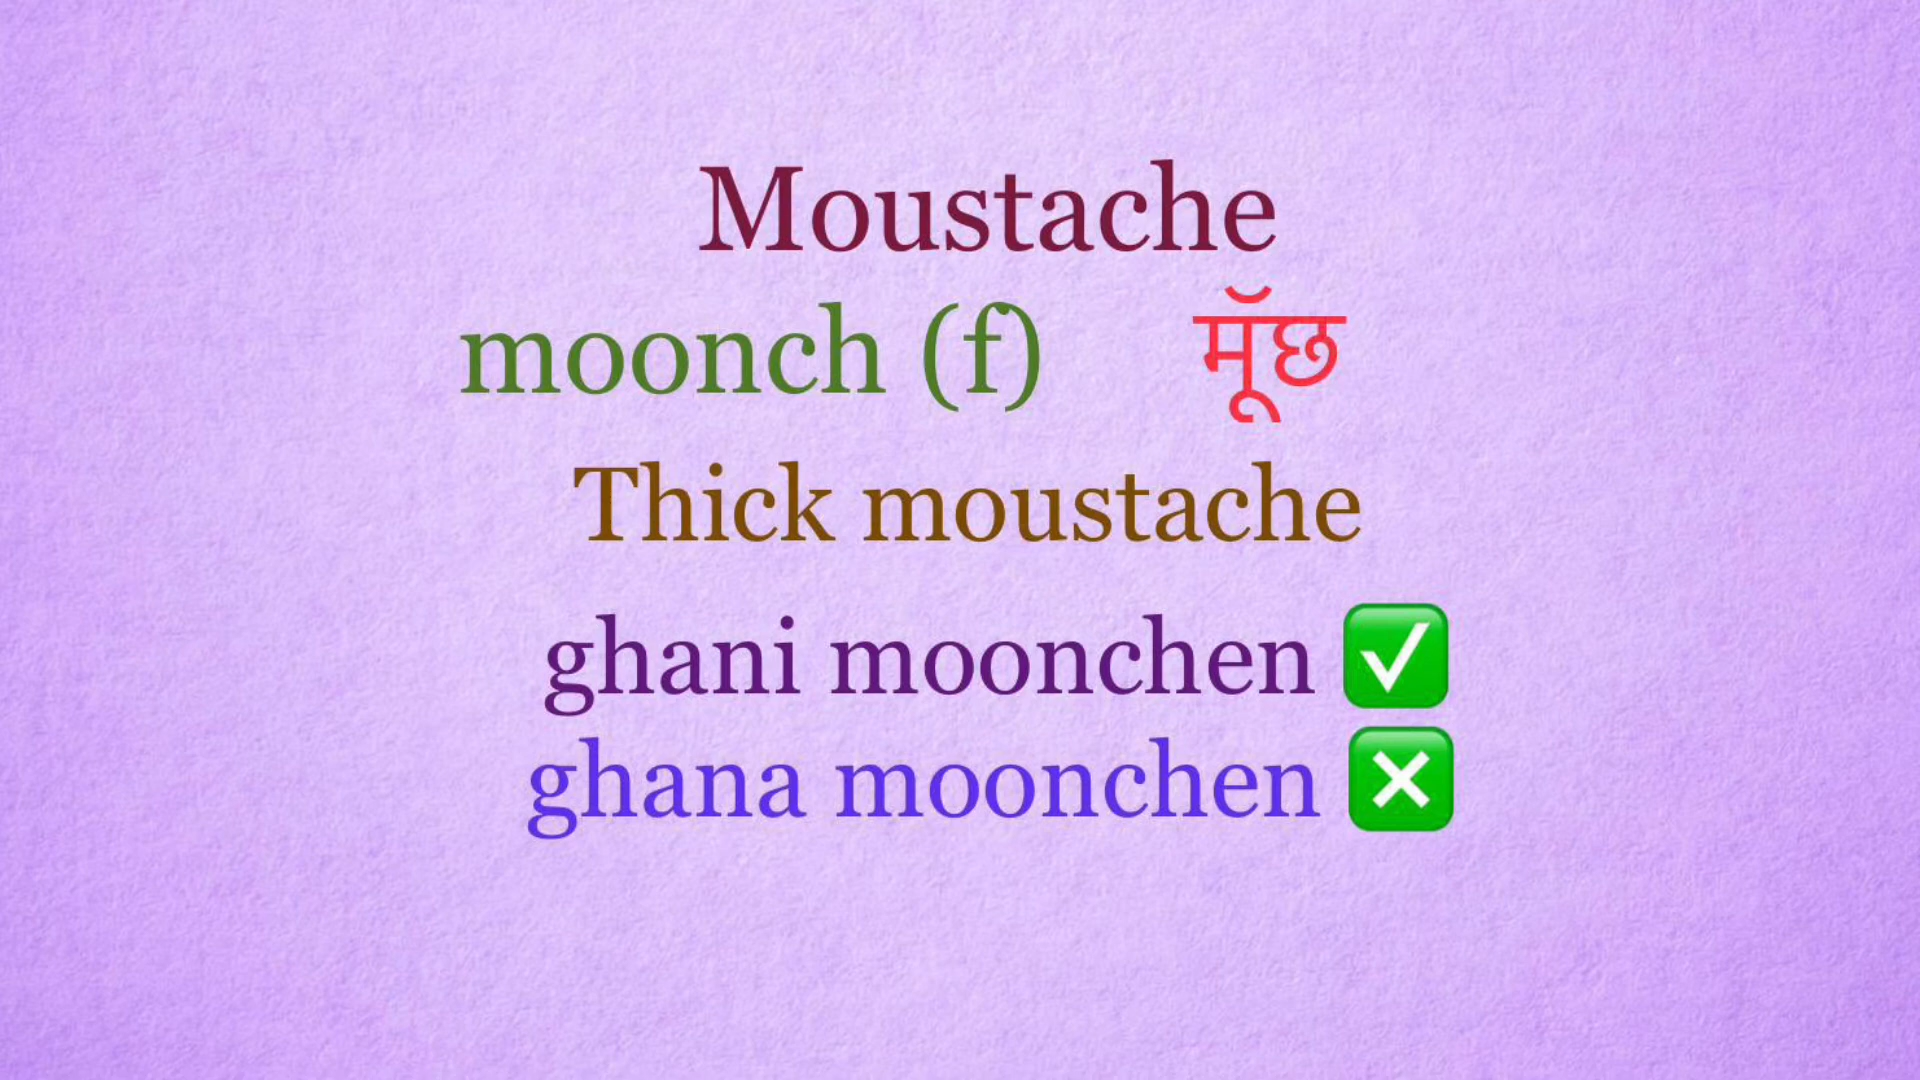 Moustache
moonch (f) मूॅछ
Thick moustache
ghani moonchen ✅
ghana moonchen ❎